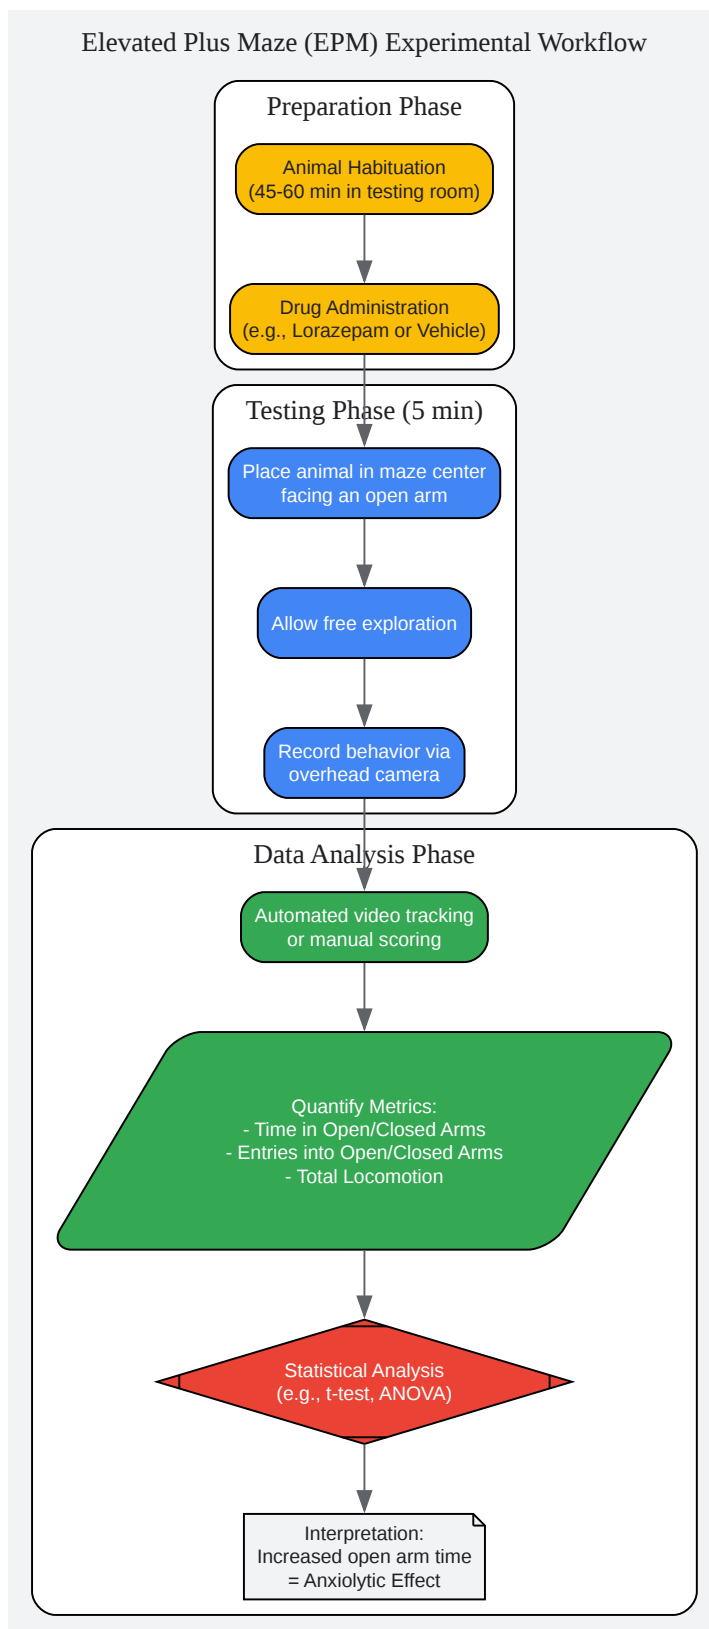 Elevated Plus Maze (EPM) Experimental Workflow
Preparation Phase
Animal Habituation
(45-60 min in testing room)
Drug Administration
(e.g., Lorazepam or Vehicle)
Testing Phase (5 min)
Place animal in maze center
facing an open arm
Allow free exploration
Record behavior via
overhead camera
Data Analysis Phase
Automated video tracking
or manual scoring
Quantify Metrics:
- Time in Open/Closed Arms
- Entries into Open/Closed Arms
- Total Locomotion
Statistical Analysis
(e.g., t-test, ANOVA)
Interpretation:
Increased open arm time
= Anxiolytic Effect